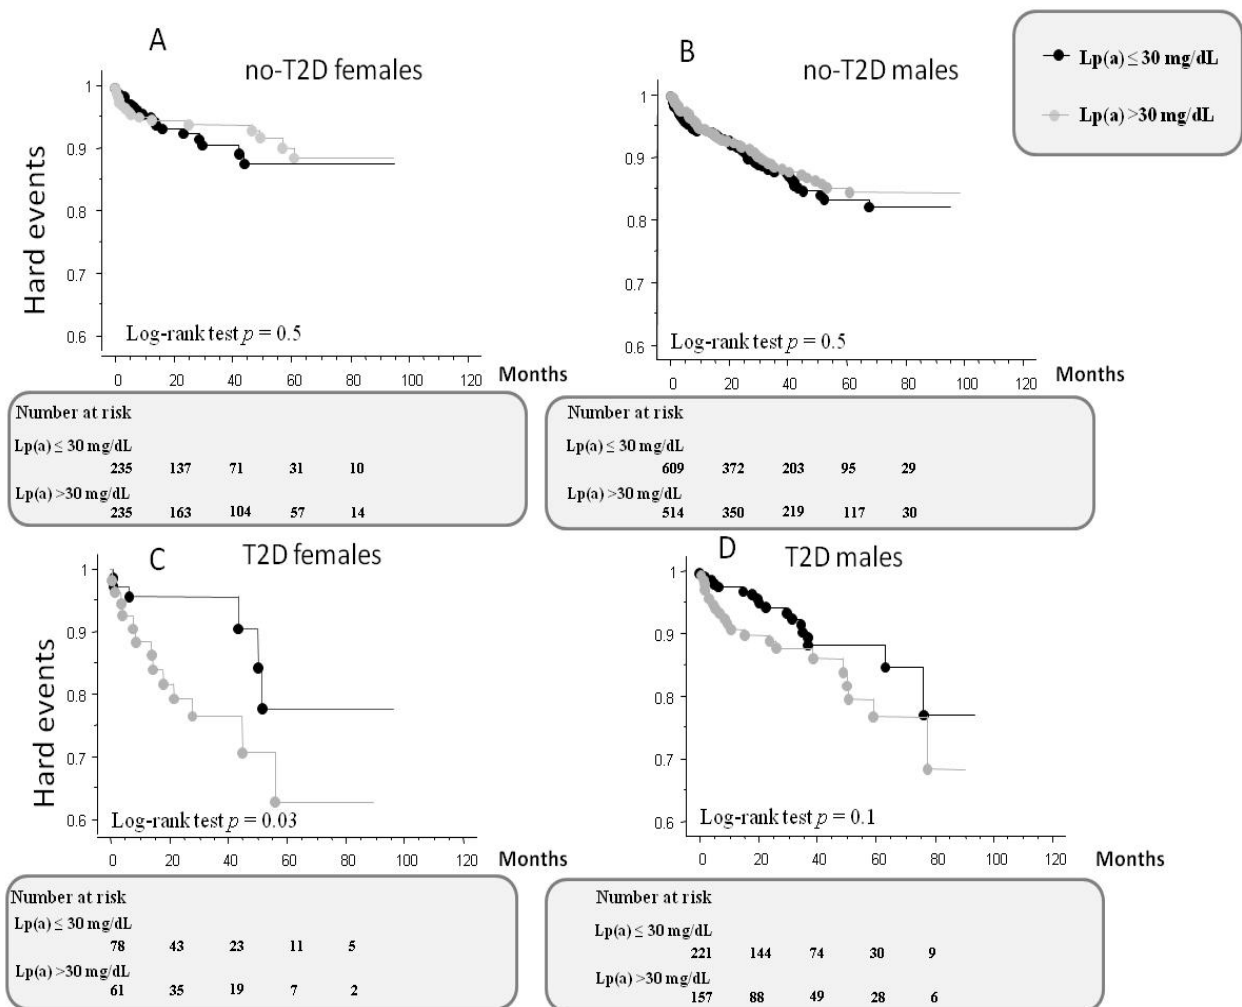 A
no-T2D females
B
no-T2D males
Lp(a) ≤ 30 mg/dL
Lp(a) >30 mg/dL
Hard events
1
0.9
0.8
0.7
0.6
Log-rank test p = 0.5
0 20 40 60 80 100 120 Months
1
0.9
0.8
0.7
0.6
Log-rank test p = 0.5
0 20 40 60 80 100 120 Months
Number at risk
Lp(a) ≤ 30 mg/dL
235 137 71 31 10
Lp(a) >30 mg/dL
235 163 104 57 14
Number at risk
Lp(a) ≤ 30 mg/dL
609 372 203 95 29
Lp(a) >30 mg/dL
514 350 219 117 30
C
T2D females
Hard events
1
0.9
0.8
0.7
0.6
Log-rank test p = 0.03
0 20 40 60 80 100 120 Months
D
T2D males
1
0.9
0.8
0.7
0.6
Log-rank test p = 0.1
0 20 40 60 80 100 120 Months
Number at risk
Lp(a) ≤ 30 mg/dL
78 43 23 11 5
Lp(a) >30 mg/dL
61 35 19 7 2
Number at risk
Lp(a) ≤ 30 mg/dL
221 144 74 30 9
Lp(a) >30 mg/dL
157 88 49 28 6